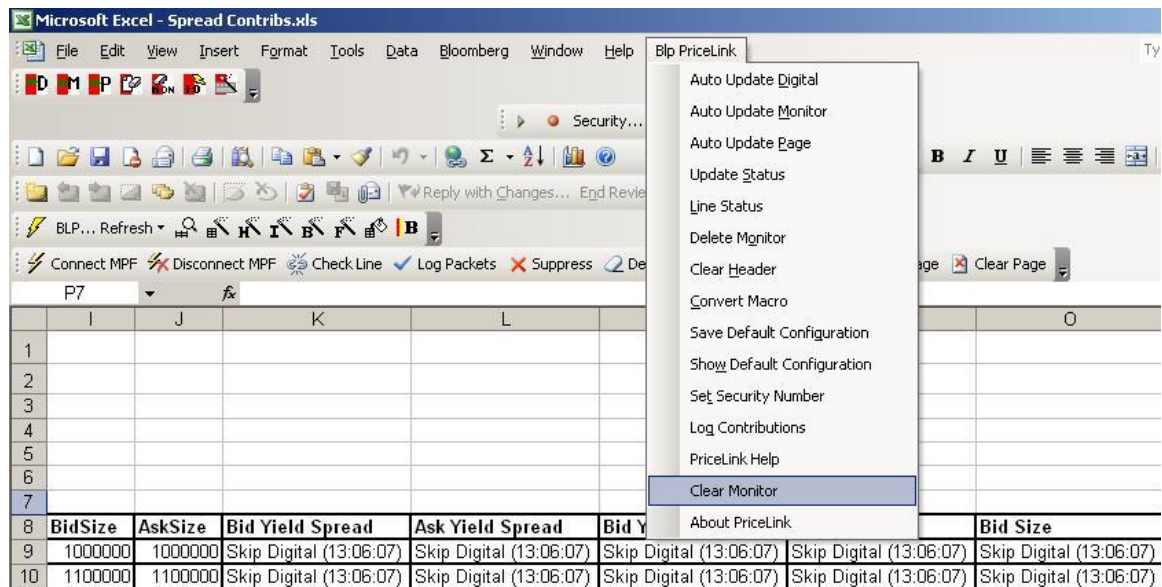 Microsoft Excel - Spread Contribs.xls
File Edit View Insert Format Tools Data Bloomberg Window Help Blp PriceLink Ty
Auto Update Digital
Auto Update Monitor
Auto Update Page
Update Status
Line Status
Delete Monitor
Clear Header
Convert Macro
Save Default Configuration
Show Default Configuration
Set Security Number
Log Contributions
PriceLink Help
Clear Monitor
About PriceLink
D M P
Security...
B I U
Reply with Changes... End Revie
BLP... Refresh B
Connect MPF Disconnect MPF Check Line Log Packets Suppress De age Clear Page
P7 fx
I J K L O
1
2
3
4
5
6
7
8 BidSize AskSize Bid Yield Spread Ask Yield Spread Bid Y Bid Size
9 1000000 1000000 Skip Digital (13:06:07) Skip Digital (13:06:07) Skip Digital (13:06:07) Skip Digital (13:06:07) Skip Digital (13:06:07)
10 1100000 1100000 Skip Digital (13:06:07) Skip Digital (13:06:07) Skip Digital (13:06:07) Skip Digital (13:06:07) Skip Digital (13:06:07)